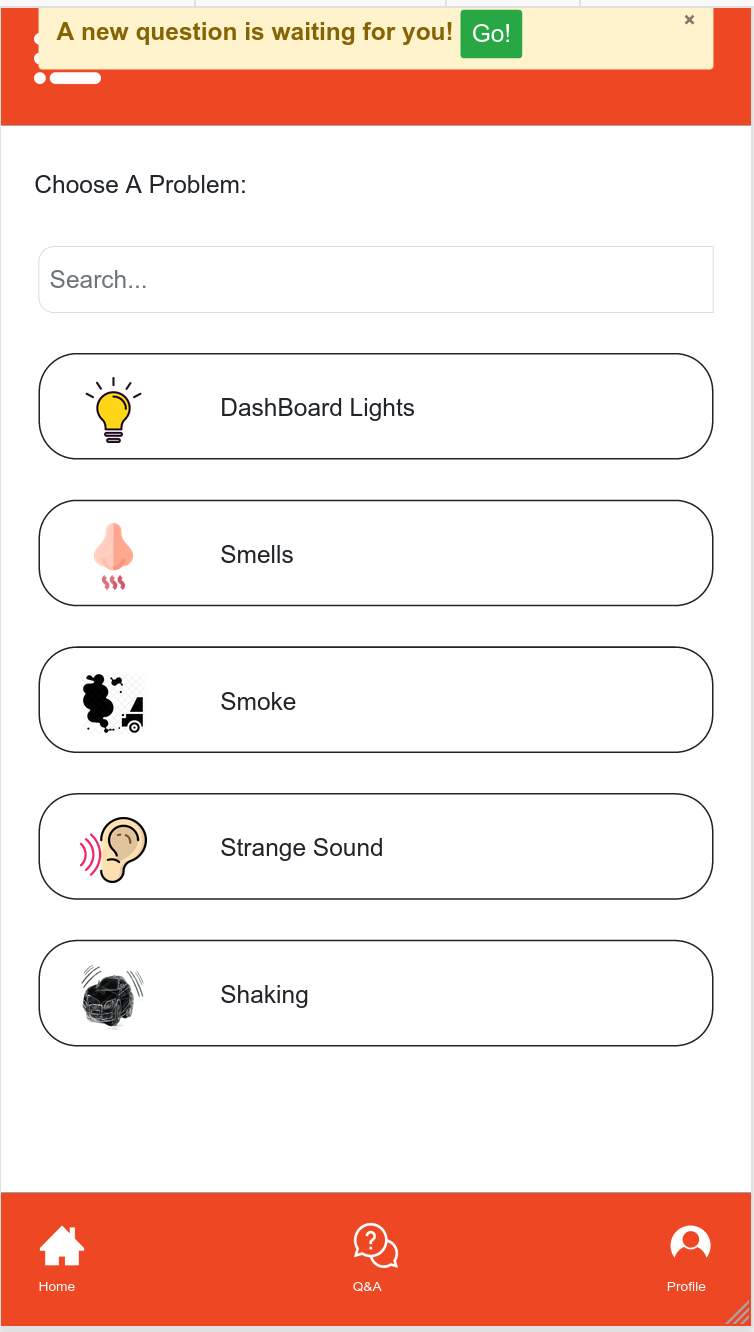 A new question is waiting for you! Go! ×
Choose A Problem:
Search...
DashBoard Lights
Smells
Smoke
Strange Sound
Shaking
Home Q&A Profile